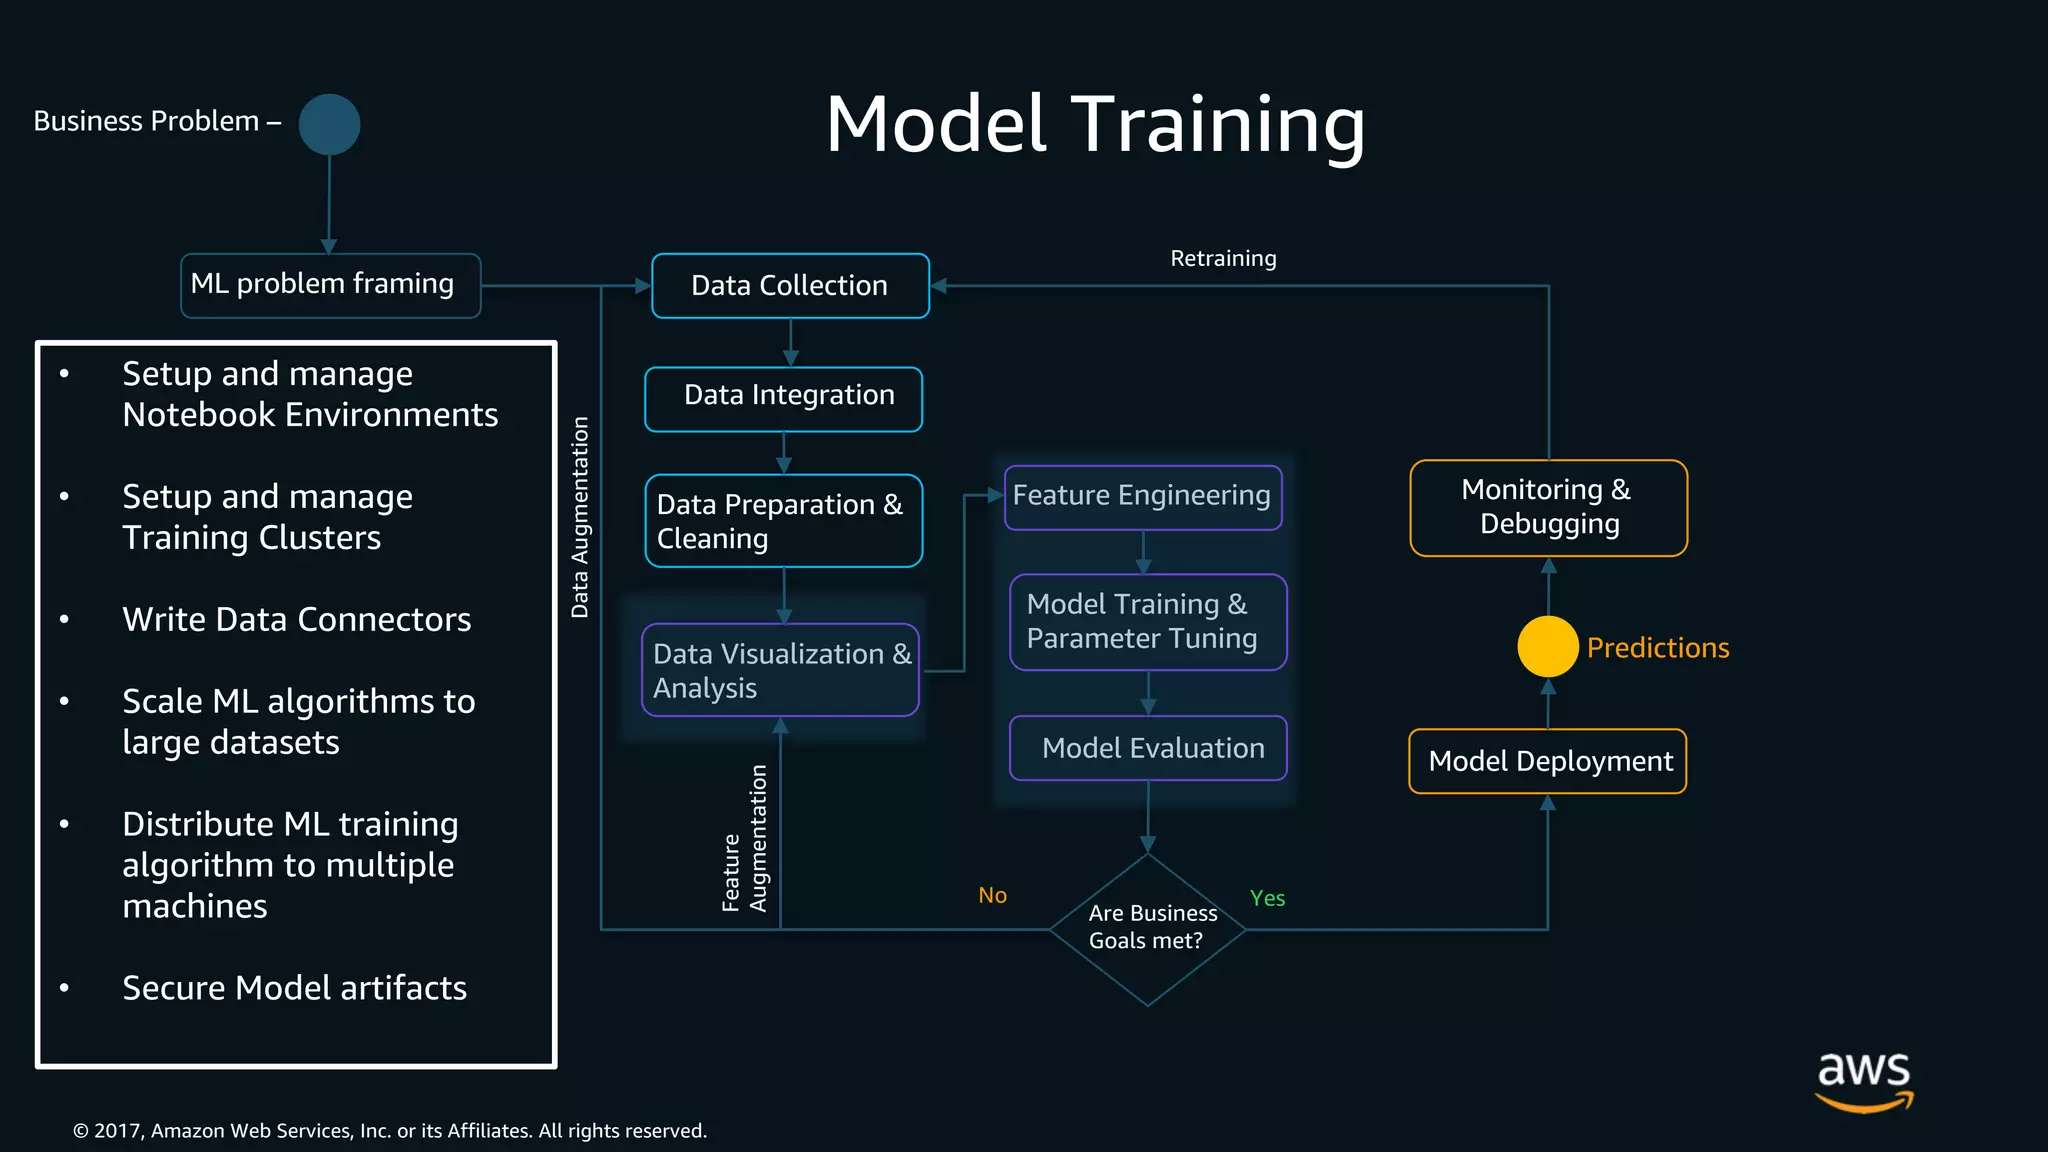 Model Training
Business Problem –
ML problem framing
• Setup and manage
Notebook Environments
• Setup and manage
Training Clusters
• Write Data Connectors
• Scale ML algorithms to
large datasets
• Distribute ML training
algorithm to multiple
machines
• Secure Model artifacts
Data Augmentation
Data Collection
Data Integration
Data Preparation &
Cleaning
Data Visualization &
Analysis
Feature
Augmentation
Feature Engineering
Model Training &
Parameter Tuning
Model Evaluation
Are Business
Goals met?
No
Yes
Retraining
Monitoring &
Debugging
Predictions
Model Deployment
aws
© 2017, Amazon Web Services, Inc. or its Affiliates. All rights reserved.